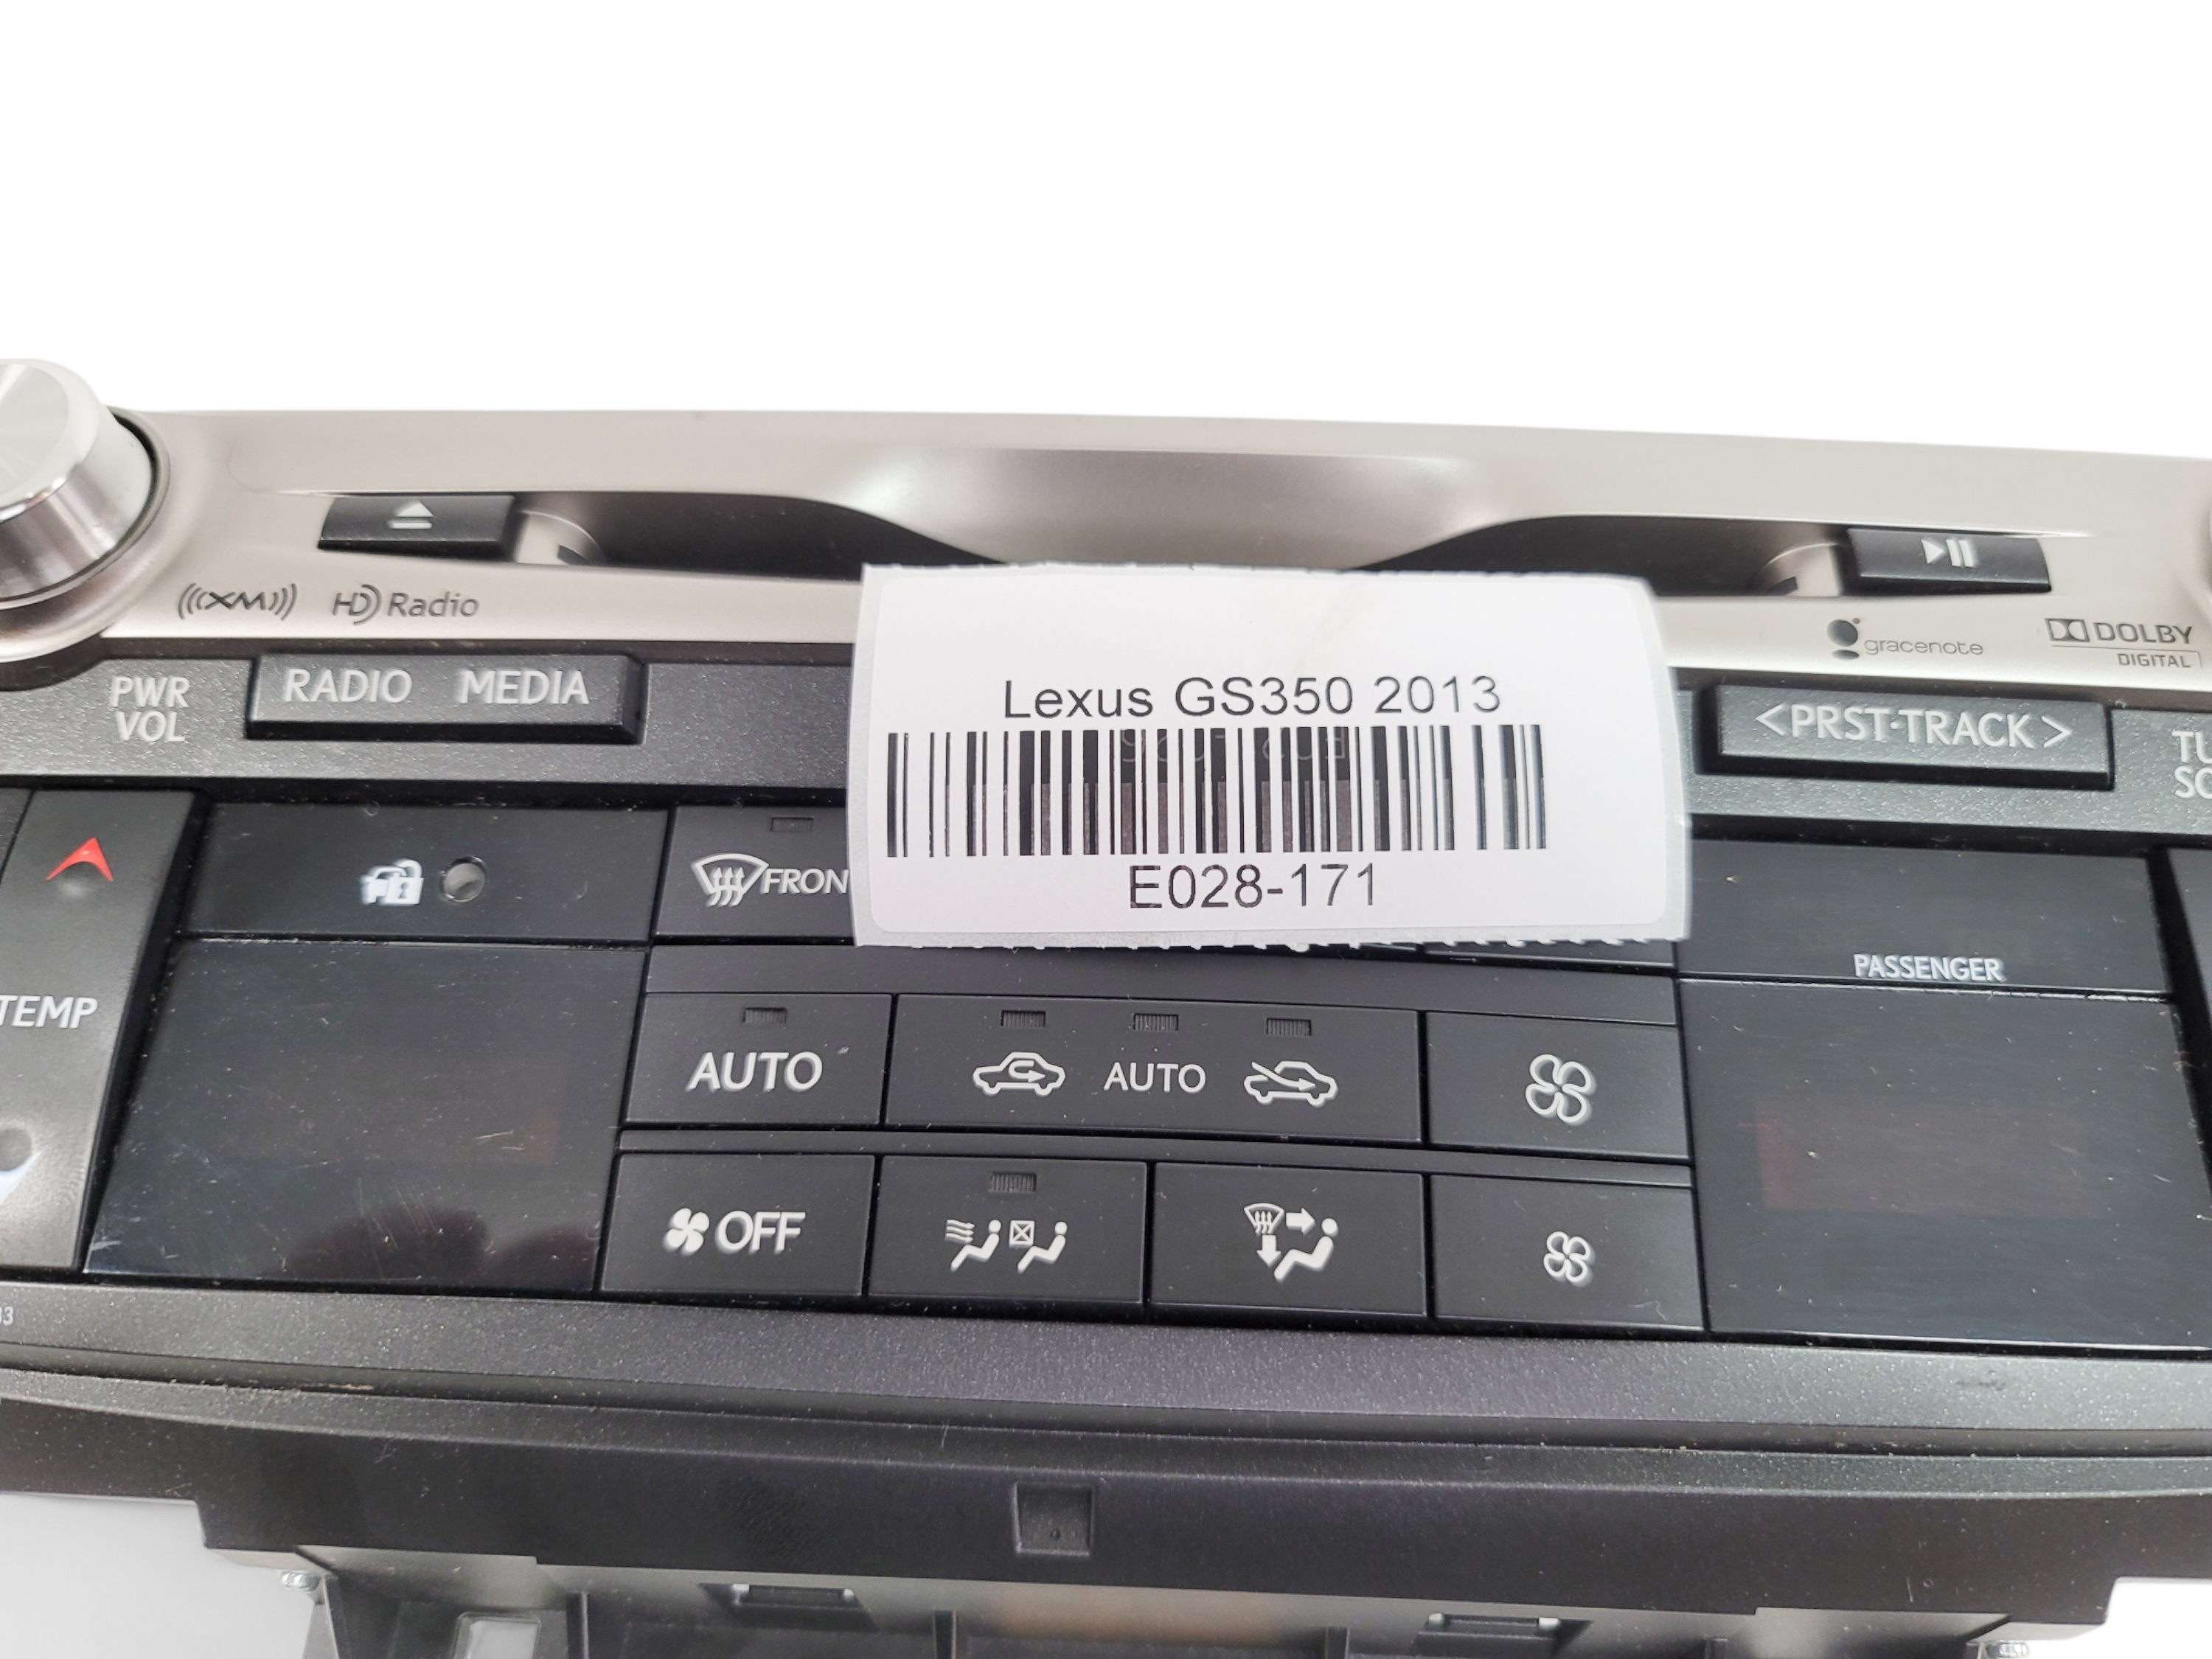 XM
HD Radio
gracenote
DOLBY
DIGITAL
PWR
VOL
RADIO MEDIA
Lexus GS350 2013
E028-171
<PRST·TRACK>
FRON
PASSENGER
TEMP
AUTO
AUTO
OFF